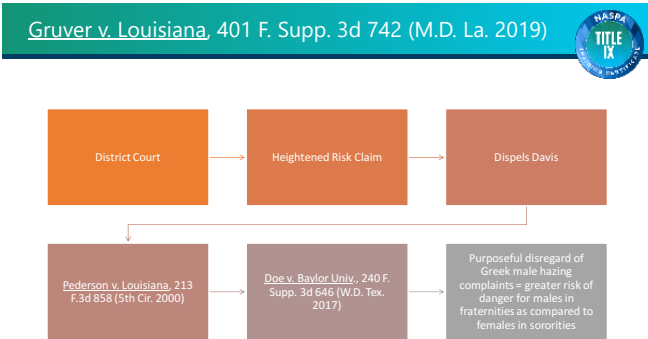 Gruver v. Louisiana, 401 F. Supp. 3d 742 (M.D. La. 2019)
NASPA
TITLE
IX
TRAINING CERTIFICATE
District Court
Heightened Risk Claim
Dispels Davis
Pederson v. Louisiana, 213
F.3d 858 (5th Cir. 2000)
Doe v. Baylor Univ., 240 F.
Supp. 3d 646 (W.D. Tex.
2017)
Purposeful disregard of
Greek male hazing
complaints = greater risk of
danger for males in
fraternities as compared to
females in sororities